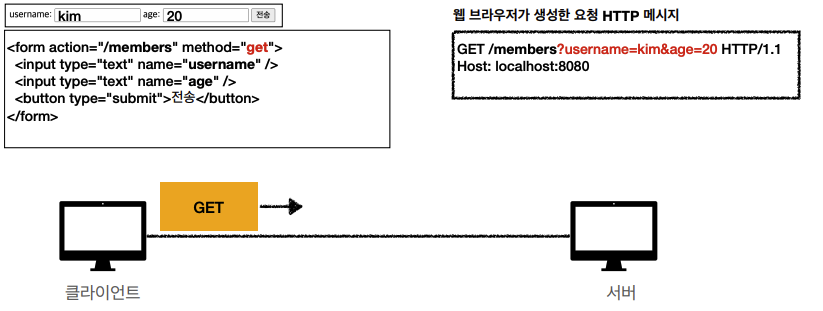 username: kim age: 20 전송
<form action="/members" method="get">
<input type="text" name="username" />
<input type="text" name="age" />
<button type="submit">전송</button>
</form>
웹 브라우저가 생성한 요청 HTTP 메시지
GET /members?username=kim&age=20 HTTP/1.1
Host: localhost:8080
GET
클라이언트
서버